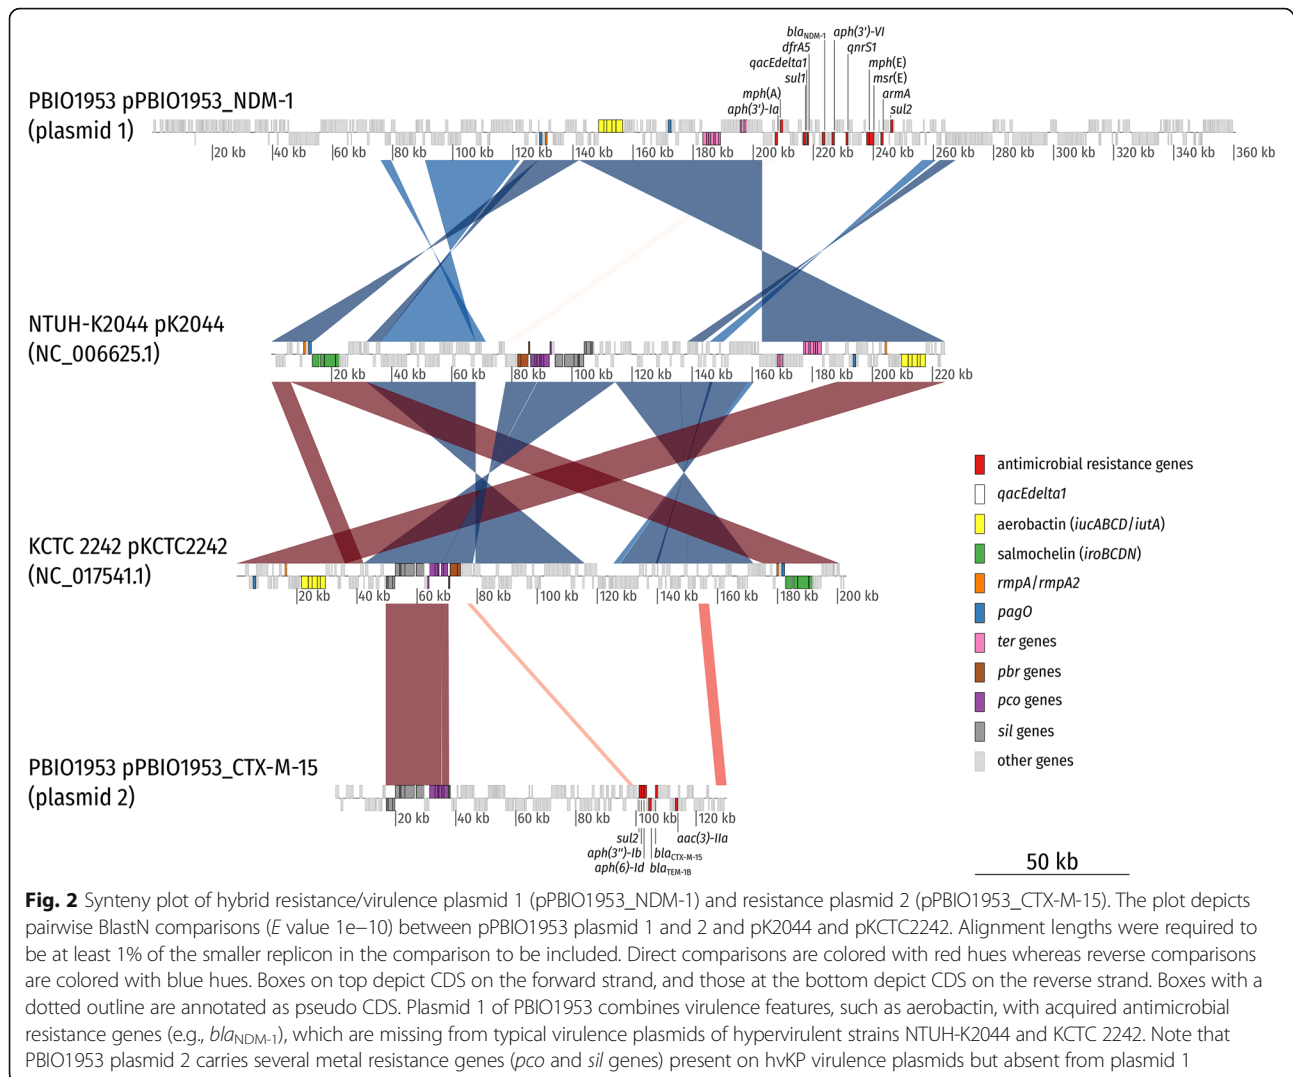 bla NDM-1 aph(3')-VI
dfrA5 qnrS1
qacEdelta1 mph(E)
sul1 msr(E)
mph(A) armA
aph(3')-Ia sul2
PBIO1953 pPBIO1953_NDM-1
(plasmid 1)
20 kb 40 kb 60 kb 80 kb 100 kb 120 kb 140 kb 160 kb 180 kb 200 kb 220 kb 240 kb 260 kb 280 kb 300 kb 320 kb 340 kb 360 kb
NTUH-K2044 pK2044
(NC_006625.1)
20 kb 40 kb 60 kb 80 kb 100 kb 120 kb 140 kb 160 kb 180 kb 200 kb 220 kb
KCTC 2242 pKCTC2242
(NC_017541.1)
20 kb 40 kb 60 kb 80 kb 100 kb 120 kb 140 kb 160 kb 180 kb 200 kb
PBIO1953 pPBIO1953_CTX-M-15
(plasmid 2)
20 kb 40 kb 60 kb 80 kb 100 kb 120 kb
sul2 aac(3)-IIa
aph(3'')-Ib bla CTX-M-15
aph(6)-Id bla TEM-1B
antimicrobial resistance genes
qacEdelta1
aerobactin (iucABCD/iutA)
salmochelin (iroBCDN)
rmpA/rmpA2
pagO
ter genes
pbr genes
pco genes
sil genes
other genes
50 kb
Fig. 2 Synteny plot of hybrid resistance/virulence plasmid 1 (pPBIO1953_NDM-1) and resistance plasmid 2 (pPBIO1953_CTX-M-15). The plot depicts
pairwise BlastN comparisons (E value 1e−10) between pPBIO1953 plasmid 1 and 2 and pK2044 and pKCTC2242. Alignment lengths were required to
be at least 1% of the smaller replicon in the comparison to be included. Direct comparisons are colored with red hues whereas reverse comparisons
are colored with blue hues. Boxes on top depict CDS on the forward strand, and those at the bottom depict CDS on the reverse strand. Boxes with a
dotted outline are annotated as pseudo CDS. Plasmid 1 of PBIO1953 combines virulence features, such as aerobactin, with acquired antimicrobial
resistance genes (e.g., bla NDM-1), which are missing from typical virulence plasmids of hypervirulent strains NTUH-K2044 and KCTC 2242. Note that
PBIO1953 plasmid 2 carries several metal resistance genes (pco and sil genes) present on hvKP virulence plasmids but absent from plasmid 1